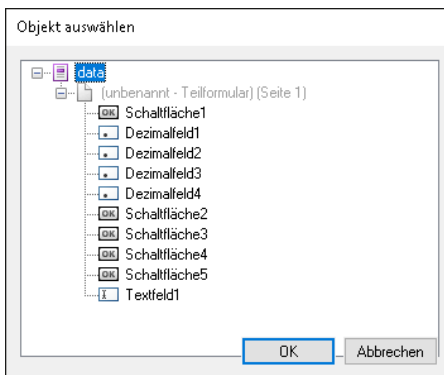 Objekt auswählen
data
(unbenannt - Teilformular) (Seite 1)
OK Schaltfläche1
Dezimalfeld1
Dezimalfeld2
Dezimalfeld3
Dezimalfeld4
OK Schaltfläche2
OK Schaltfläche3
OK Schaltfläche4
OK Schaltfläche5
Textfeld1
OK Abbrechen